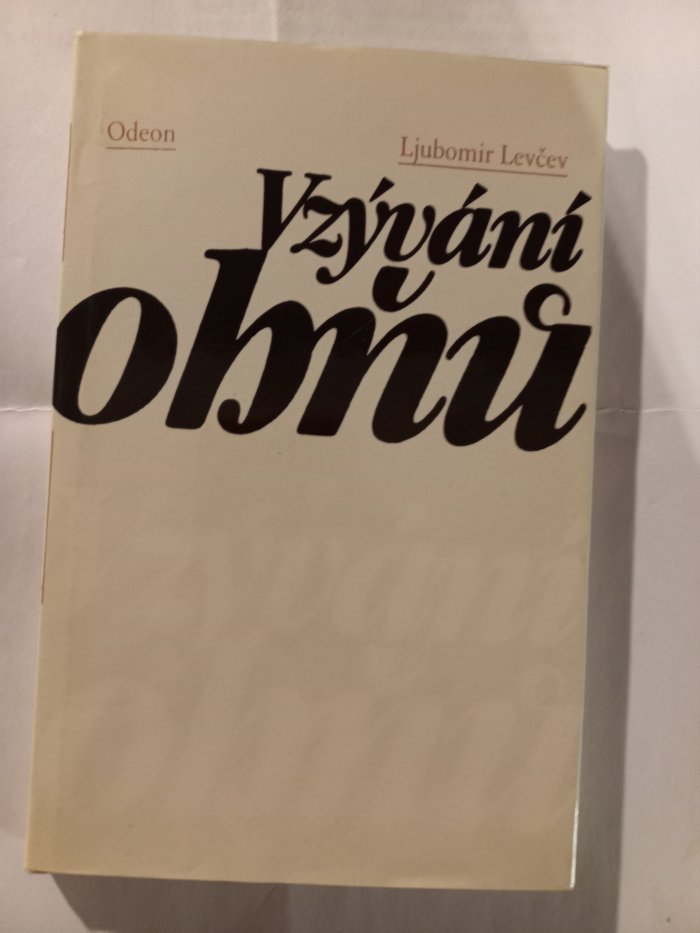 Odeon
Ljubomir Levčev
Vzývání
ohňů